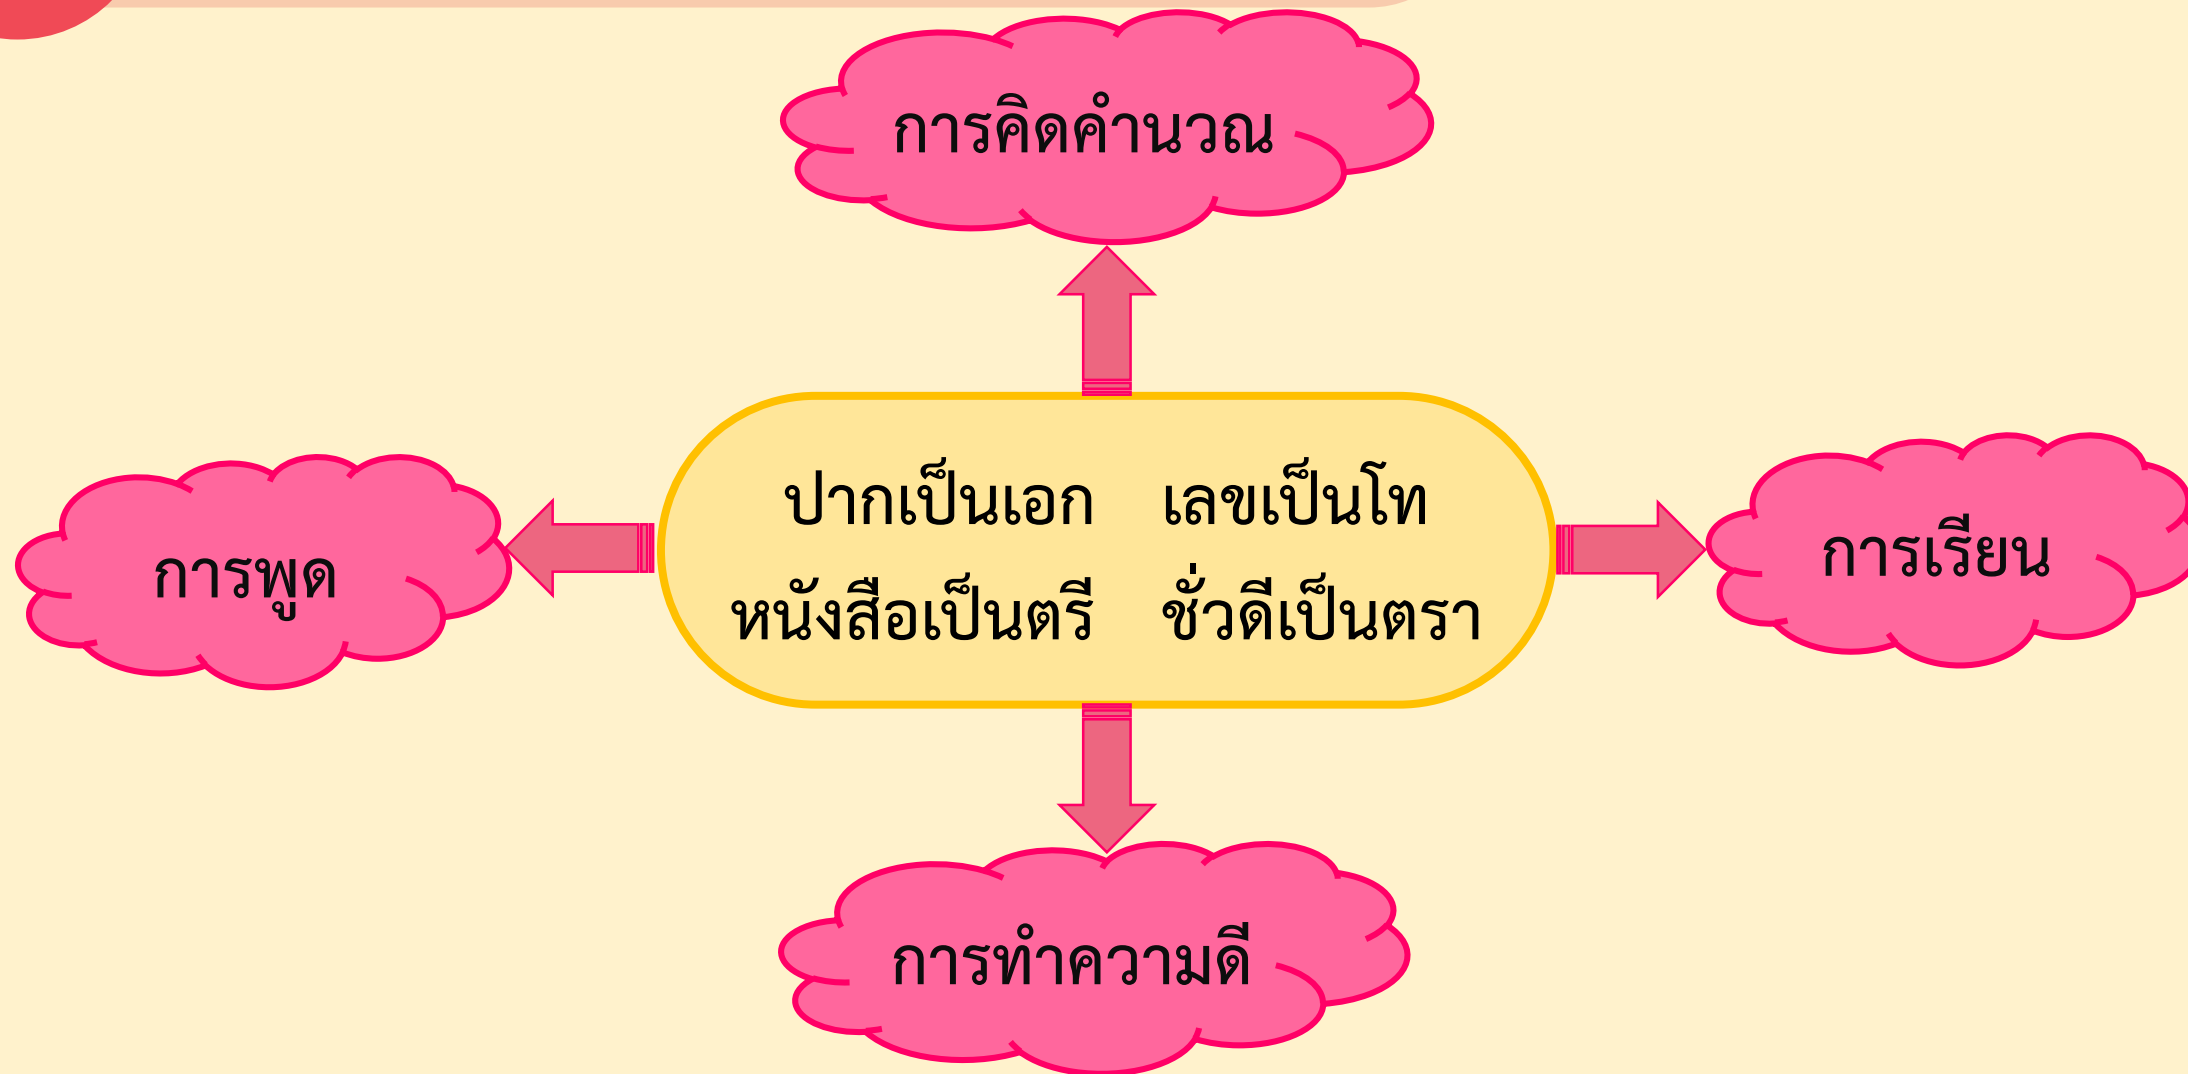 การคิดคำนวณ
ปากเป็นเอก เลขเป็นโท
หนังสือเป็นตรี ชั่วดีเป็นตรา
การพูด
การเรียน
การทำความดี